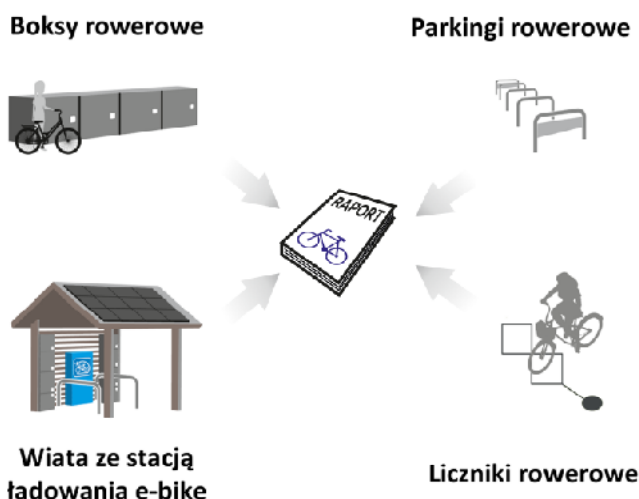 Boksy rowerowe
Parkingi rowerowe
RAPORT
Wiata ze stacją
ładowania e-bike
Liczniki rowerowe